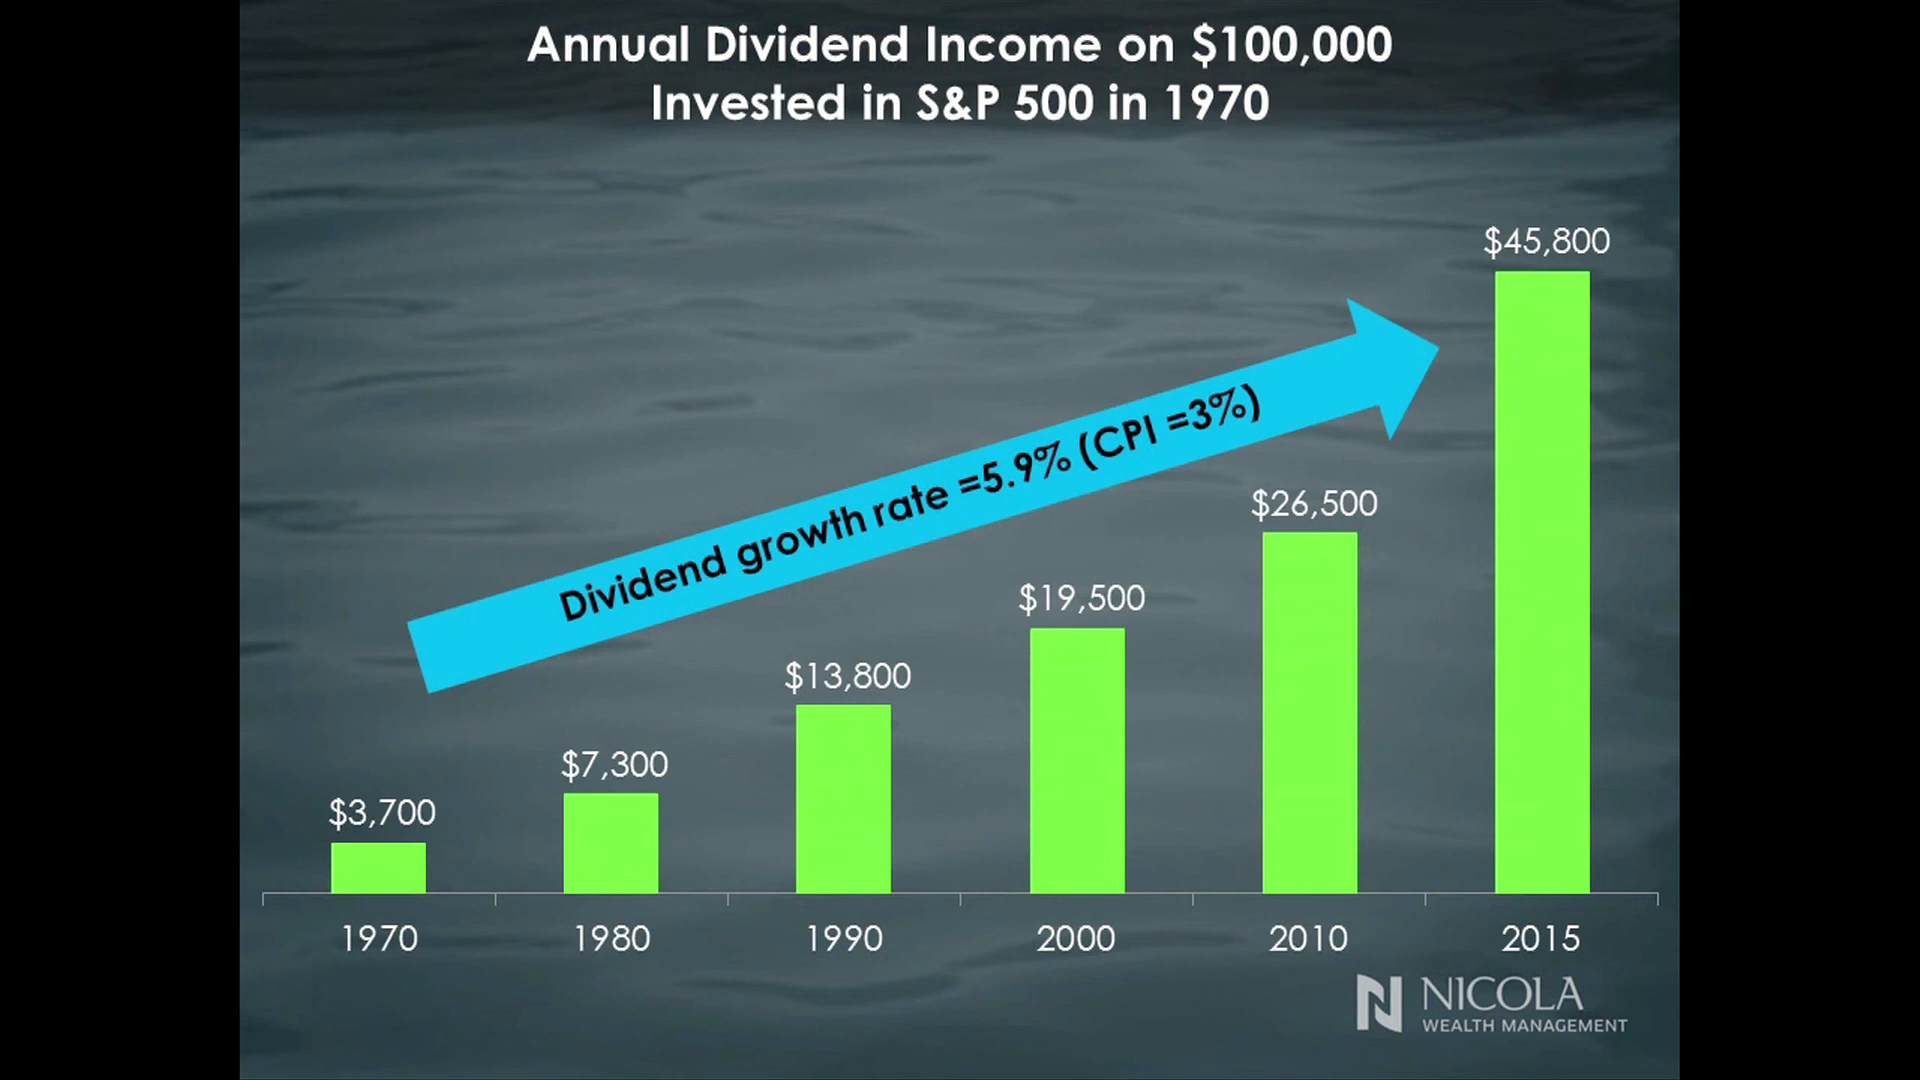 Annual Dividend Income on $100,000
Invested in S&P 500 in 1970
$45,800
Dividend growth rate =5.9% (CPI =3%)
$26,500
$19,500
$13,800
$7,300
$3,700
1970 1980 1990 2000 2010 2015
N NICOLA
WEALTH MANAGEMENT